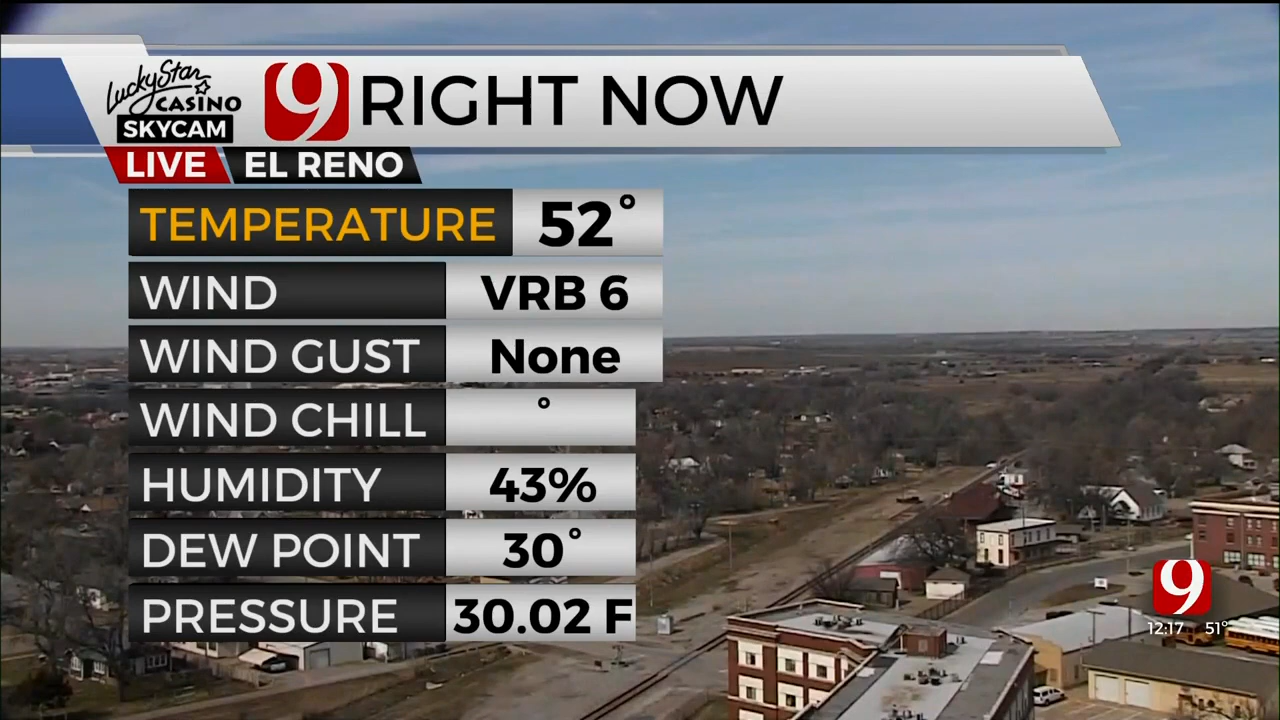 Lucky Star
CASINO
SKYCAM
9 RIGHT NOW
LIVE EL RENO
TEMPERATURE 52°
WIND VRB 6
WIND GUST None
WIND CHILL °
HUMIDITY 43%
DEW POINT 30°
PRESSURE 30.02 F
9
12:17 51°